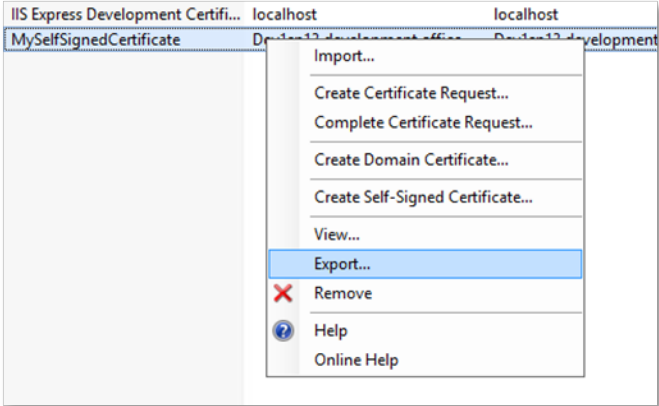 IIS Express Development Certifi... localhost localhost
MySelfSignedCertificate development
Import...
Create Certificate Request...
Complete Certificate Request...
Create Domain Certificate...
Create Self-Signed Certificate...
View...
Export...
Remove
Help
Online Help